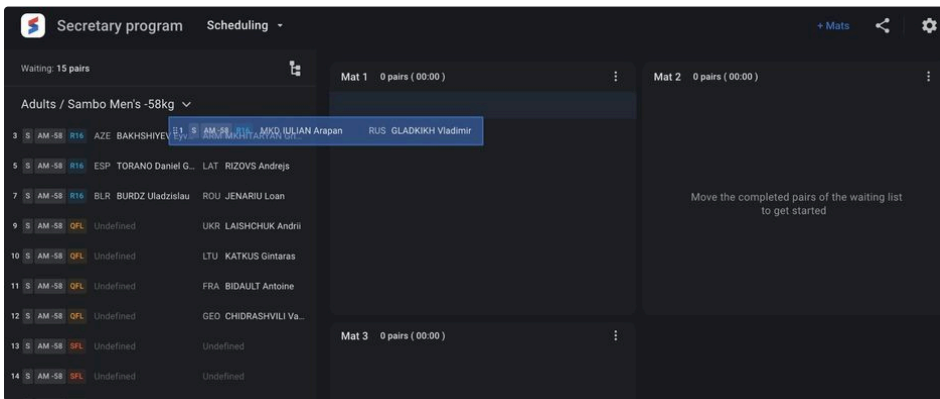 Secretary program Scheduling
+ Mats
Waiting: 15 pairs
Adults / Sambo Men's -58kg
3 S AM -58 R16 AZE BAKHSHIYEV Eyv... ARM MKHITARYAN Gri...
1 S AM -58 R16 MKD IULIAN Arapan RUS GLADKIKH Vladimir
5 S AM -58 R16 ESP TORANO Daniel G... LAT RIZOVS Andrejs
7 S AM -58 R16 BLR BURDZ Uladzislau ROU JENARIU Loan
9 S AM -58 QFL Undefined UKR LAISHCHUK Andrii
10 S AM -58 QFL Undefined LTU KATKUS Gintaras
11 S AM -58 QFL Undefined FRA BIDAULT Antoine
12 S AM -58 QFL Undefined GEO CHIDRASHVILI Va...
13 S AM -58 SFL Undefined Undefined
14 S AM -58 SFL Undefined Undefined
Mat 1 0 pairs ( 00:00 )
Mat 2 0 pairs ( 00:00 )
Move the completed pairs of the waiting list
to get started
Mat 3 0 pairs ( 00:00 )